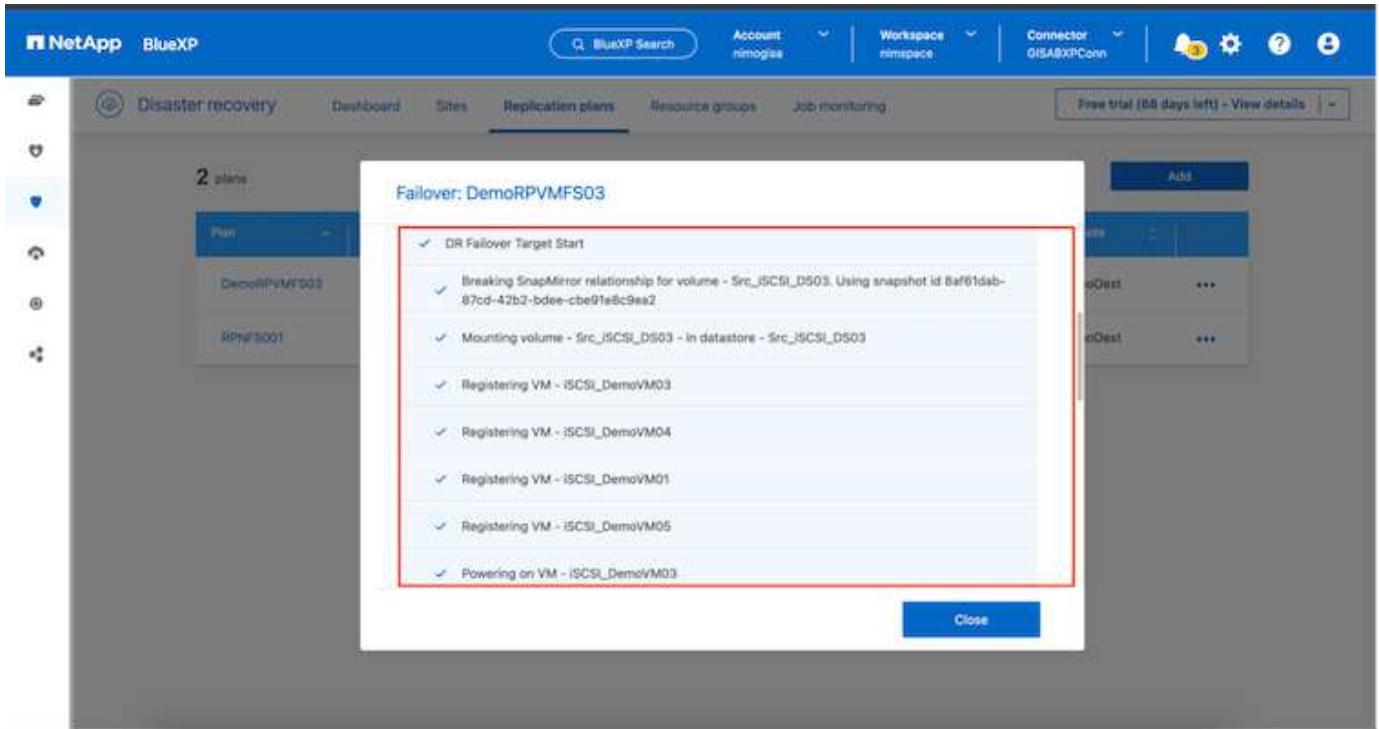 NetApp BlueXP
BlueXP Search
Account
nimogisa
Workspace
nimspace
Connector
GISABXPConn
3
Disaster recovery
Dashboard
Sites
Replication plans
Resource groups
Job monitoring
Free trial (68 days left) - View details
2 plans
Add
Plan
DemoRPVMFS03
RPNFS001
Failover: DemoRPVMFS03
DR Failover Target Start
Breaking SnapMirror relationship for volume - Src_iSCSI_DS03. Using snapshot id 8af61dab-
87cd-42b2-bdee-cbe91e8c9ea2
Mounting volume - Src_iSCSI_DS03 - in datastore - Src_iSCSI_DS03
Registering VM - iSCSI_DemoVM03
Registering VM - iSCSI_DemoVM04
Registering VM - iSCSI_DemoVM01
Registering VM - iSCSI_DemoVM05
Powering on VM - iSCSI_DemoVM03
Close